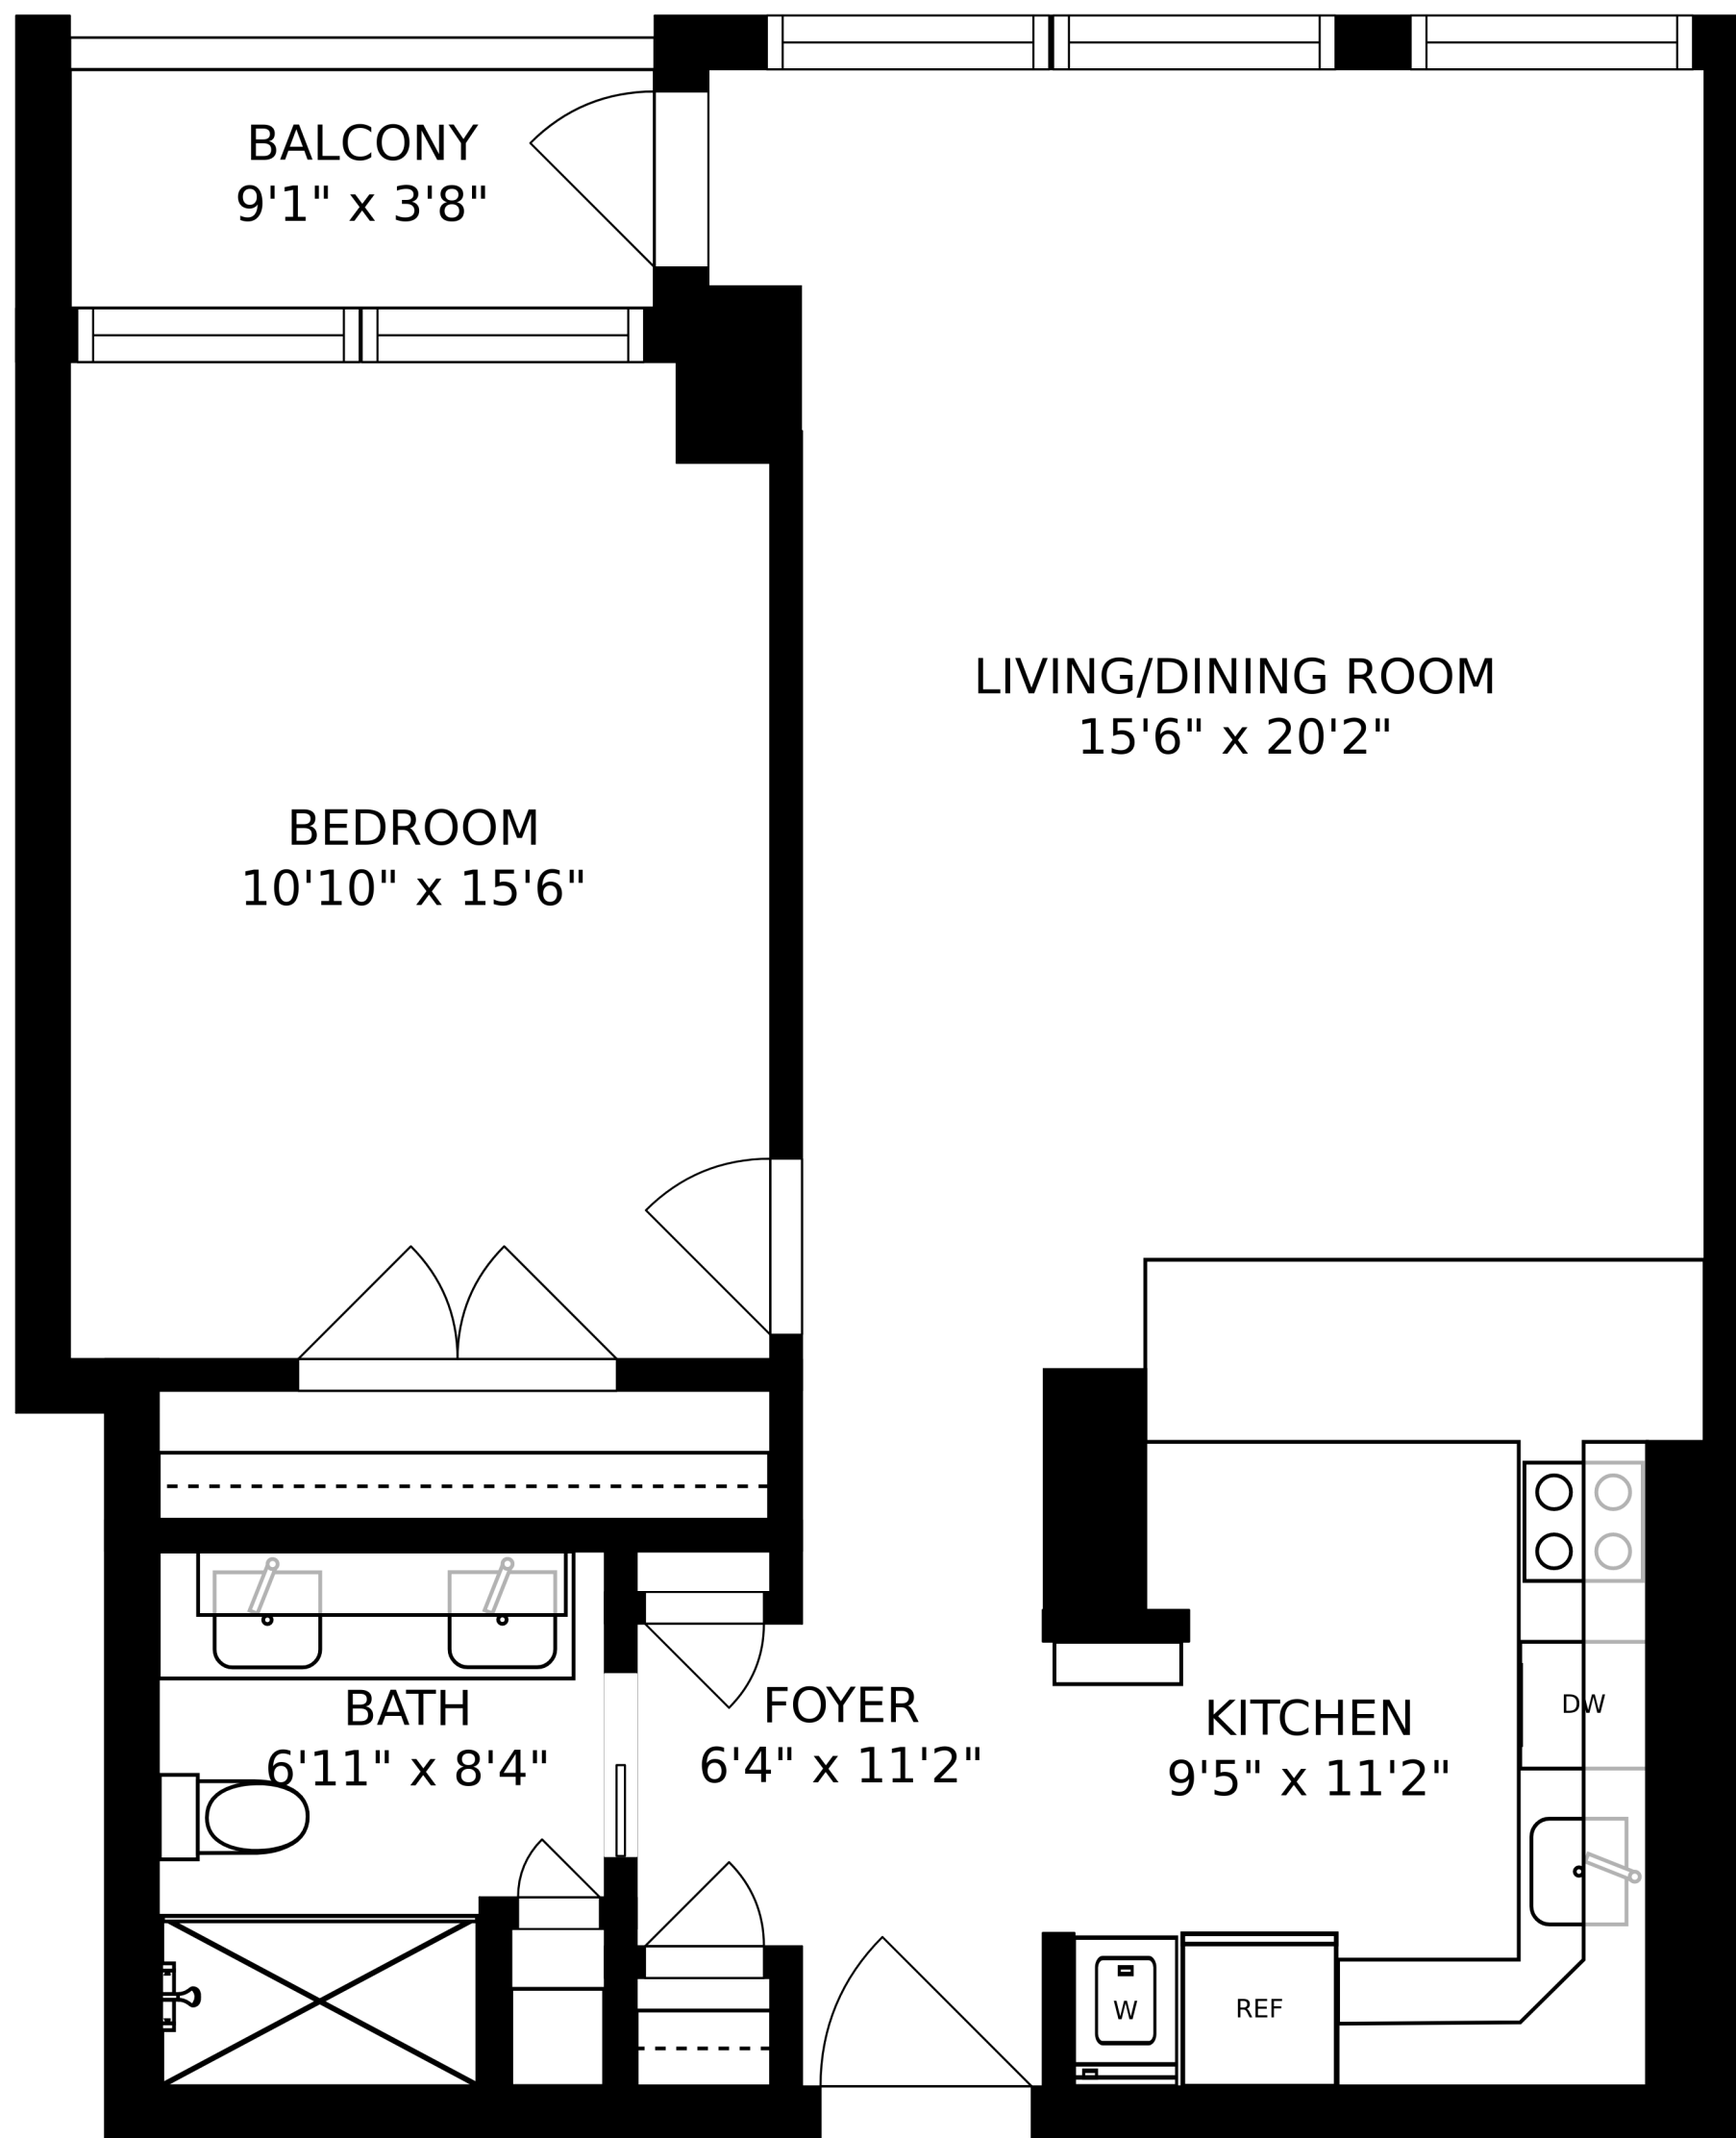 BALCONY
9'1" x 3'8"
LIVING/DINING ROOM
15'6" x 20'2"
BEDROOM
10'10" x 15'6"
BATH
6'11" x 8'4"
FOYER
6'4" x 11'2"
KITCHEN
9'5" x 11'2"
DW
W
REF